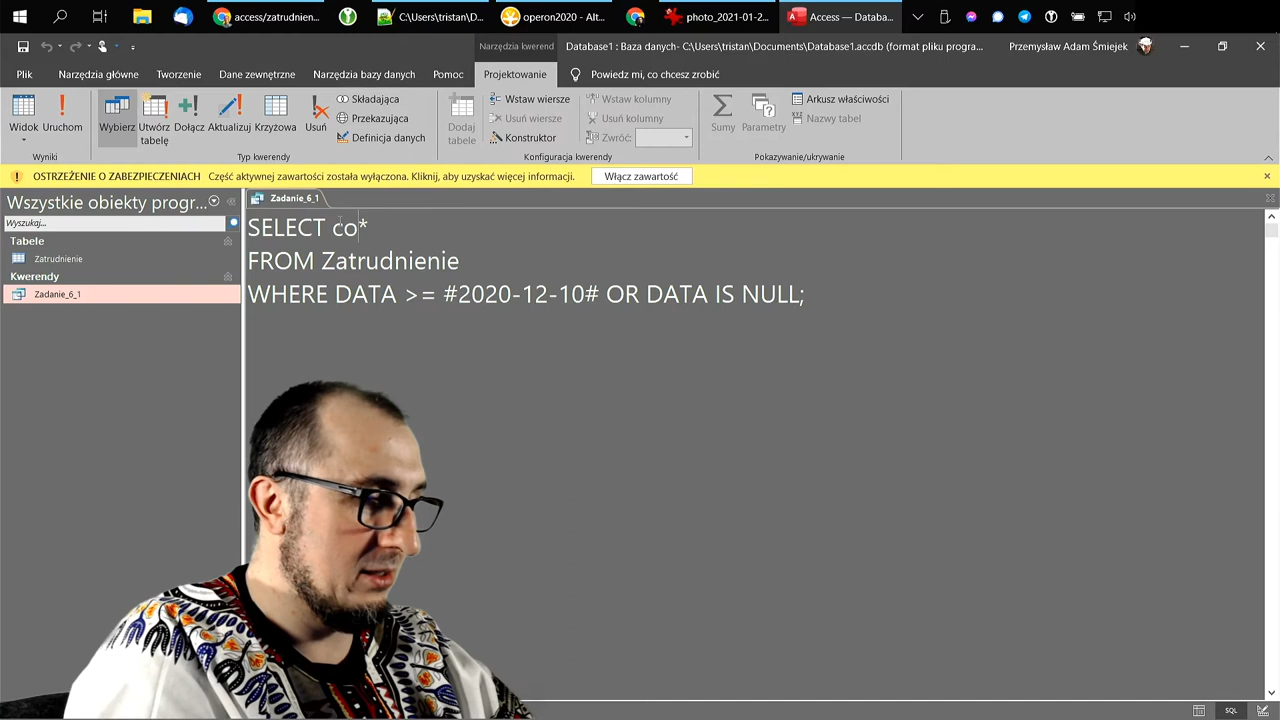 access/zatrudnien...
C:\Users\tristan\D...
operon2020 - Alt...
photo_2021-01-2...
Access — Databa...
Narzędzia kwerend
Database1 : Baza danych- C:\Users\tristan\Documents\Database1.accdb (format pliku progra...
Przemysław Adam Śmiejek
Plik
Narzędzia główne
Tworzenie
Dane zewnętrzne
Narzędzia bazy danych
Pomoc
Projektowanie
Powiedz mi, co chcesz zrobić
Widok
Uruchom
Wybierz
Utwórz tabelę
Dołącz
Aktualizuj
Krzyżowa
Usuń
Składająca
Przekazująca
Definicja danych
Dodaj tabele
Wstaw wiersze
Usuń wiersze
Konstruktor
Wstaw kolumny
Usuń kolumny
Zwróć:
Sumy
Parametry
Arkusz właściwości
Nazwy tabel
Wyniki
Typ kwerendy
Konfiguracja kwerendy
Pokazywanie/ukrywanie
OSTRZEŻENIE O ZABEZPIECZENIACH Część aktywnej zawartości została wyłączona. Kliknij, aby uzyskać więcej informacji.
Włącz zawartość
Wszystkie obiekty progr...
Zadanie_6_1
Wyszukaj...
Tabele
Zatrudnienie
Kwerendy
Zadanie_6_1
SELECT co*
FROM Zatrudnienie
WHERE DATA >= #2020-12-10# OR DATA IS NULL;
SQL